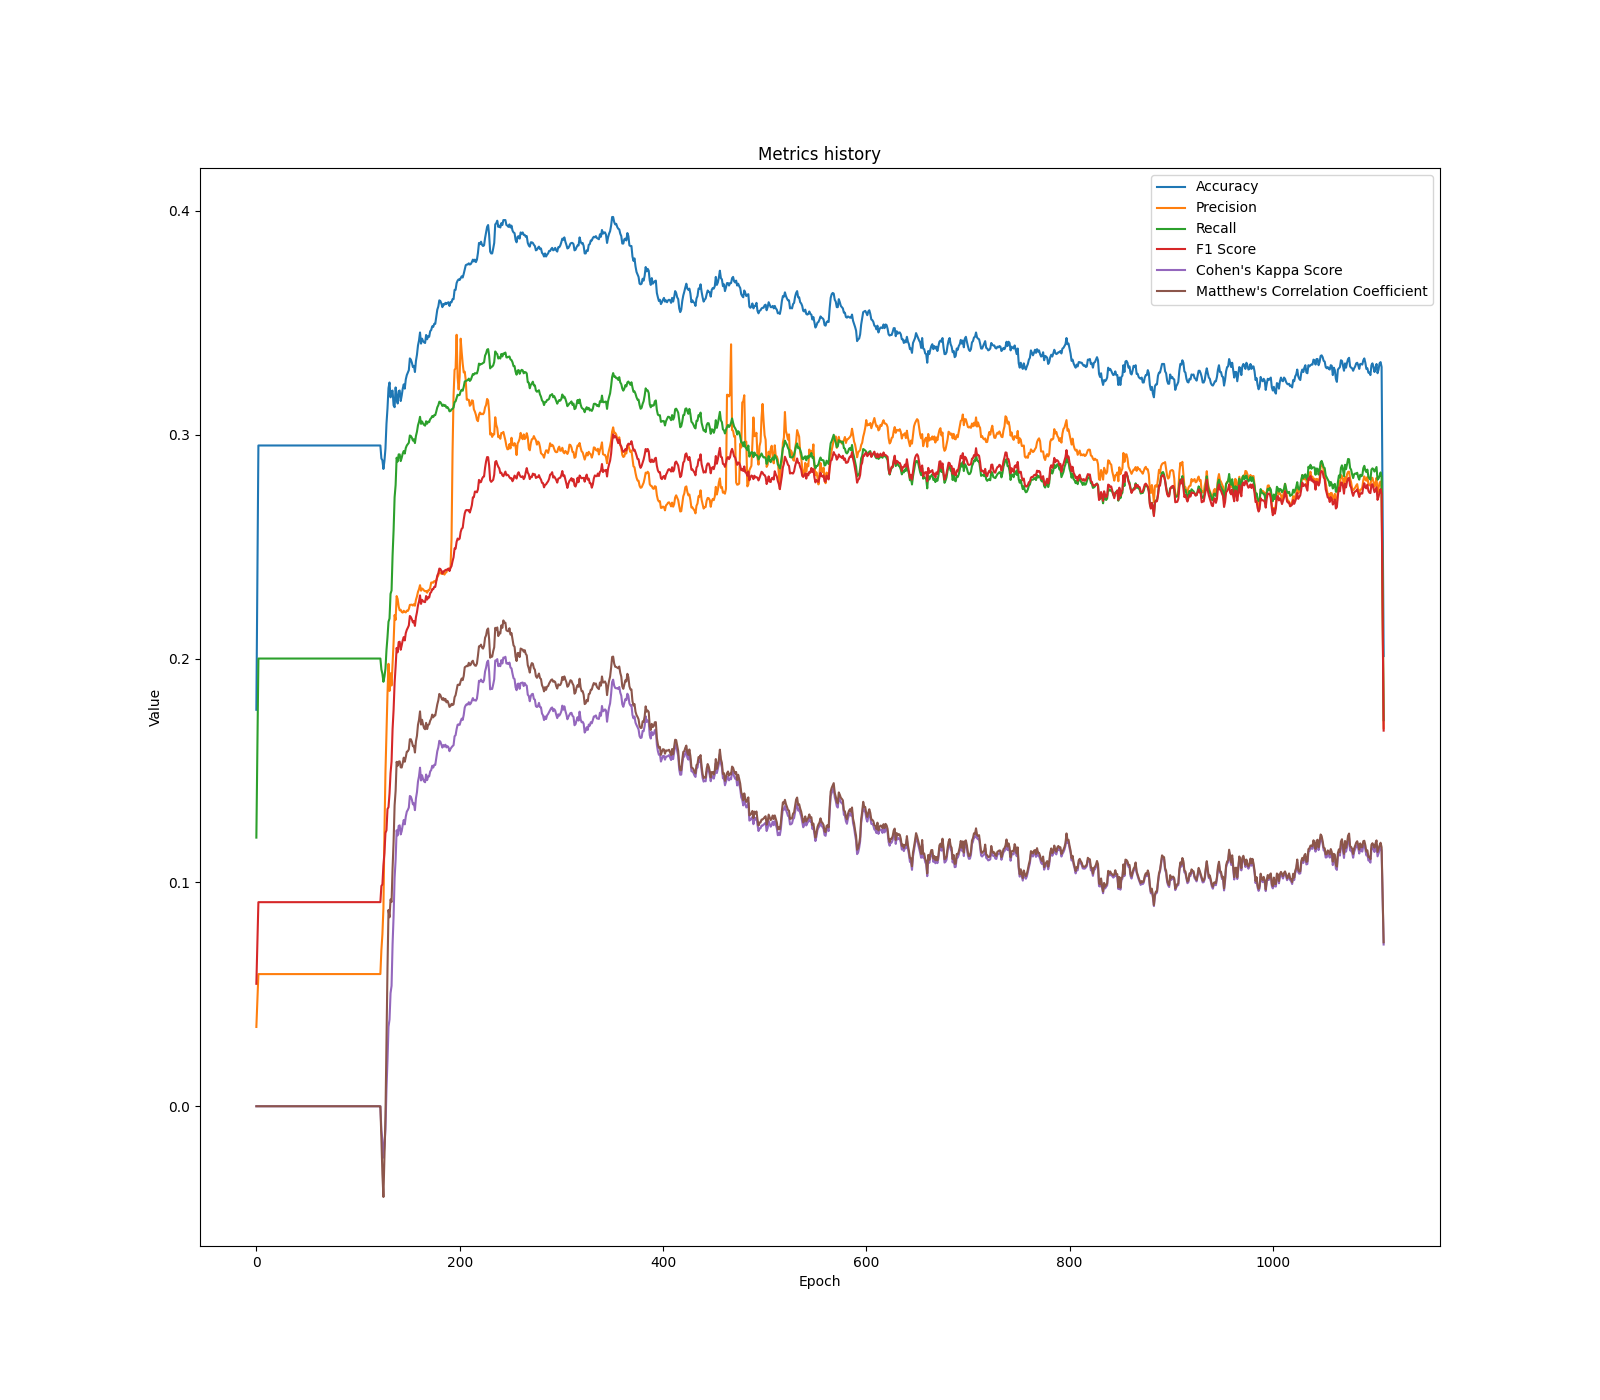 Metrics history
Accuracy
Precision
Recall
F1 Score
Cohen's Kappa Score
Matthew's Correlation Coefficient
0.4
0.3
0.2
0.1
0.0
Value
0 200 400 600 800 1000
Epoch